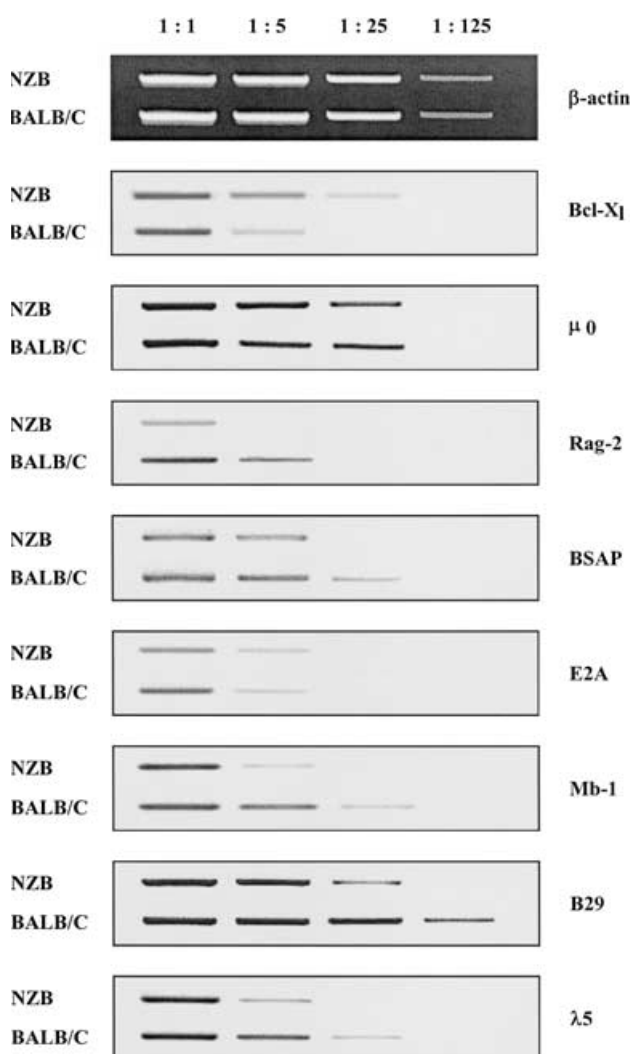 1 : 1 1 : 5 1 : 25 1 : 125
NZB
BALB/C
β-actin
NZB
BALB/C
Bcl-Xl
NZB
BALB/C
μ 0
NZB
BALB/C
Rag-2
NZB
BALB/C
BSAP
NZB
BALB/C
E2A
NZB
BALB/C
Mb-1
NZB
BALB/C
B29
NZB
BALB/C
λ5